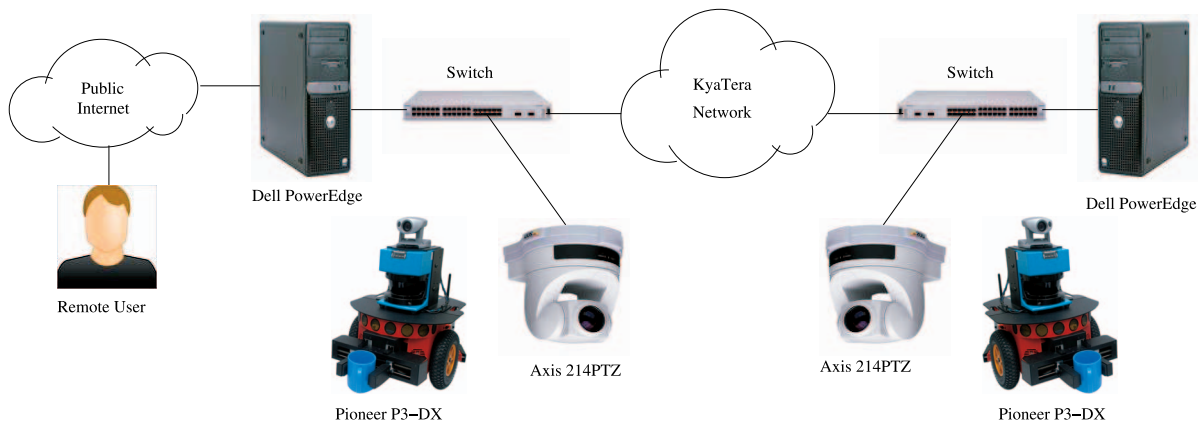 Public
Internet
Switch
KyaTera
Network
Switch
Dell PowerEdge
Dell PowerEdge
Remote User
Axis 214PTZ
Axis 214PTZ
Pioneer P3−DX
Pioneer P3−DX